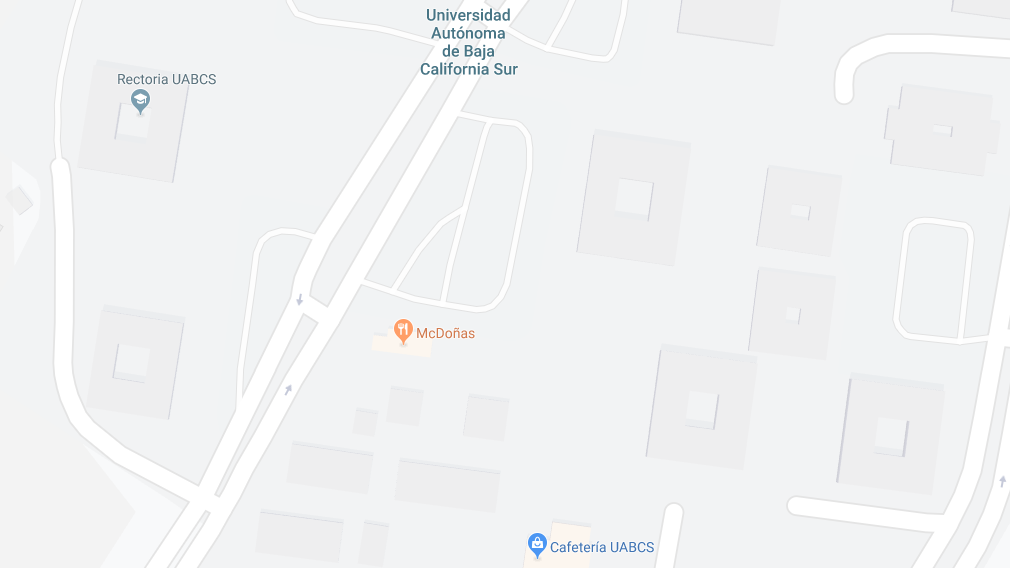 Universidad
Autónoma
de Baja
California Sur
Rectoria UABCS
McDoñas
Cafetería UABCS